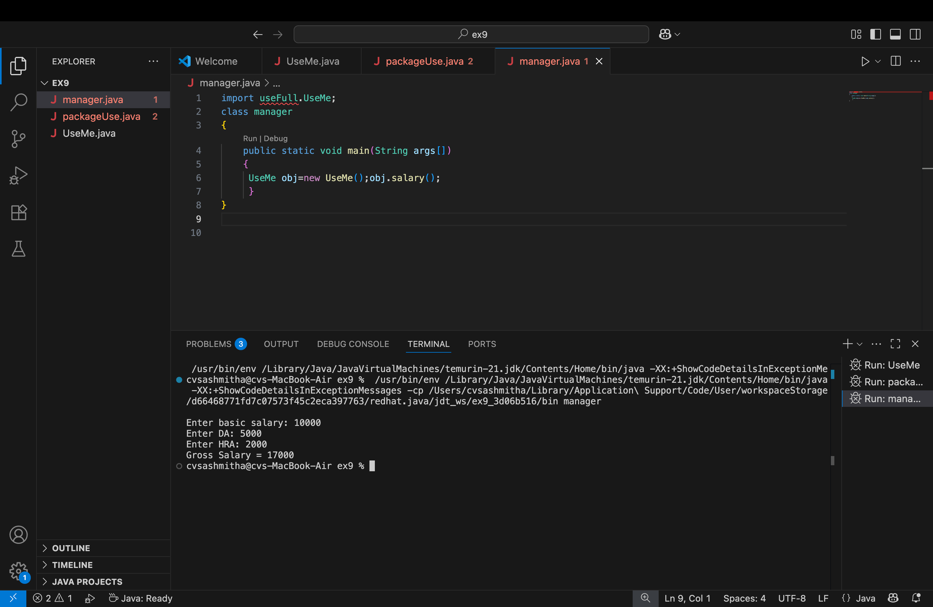 ex9
EXPLORER
Welcome
UseMe.java
packageUse.java 2
manager.java 1
EX9
manager.java 1
packageUse.java 2
UseMe.java
manager.java > ...
1 import useFull.UseMe;
2 class manager
3 {
Run | Debug
4 public static void main(String args[])
5 {
6 UseMe obj=new UseMe();obj.salary();
7 }
8 }
9
10
PROBLEMS 3
OUTPUT
DEBUG CONSOLE
TERMINAL
PORTS
/usr/bin/env /Library/Java/JavaVirtualMachines/temurin-21.jdk/Contents/Home/bin/java -XX:+ShowCodeDetailsInExceptionMe
cvsashmitha@cvs-MacBook-Air ex9 % /usr/bin/env /Library/Java/JavaVirtualMachines/temurin-21.jdk/Contents/Home/bin/java
-XX:+ShowCodeDetailsInExceptionMessages -cp /Users/cvsashmitha/Library/Application\ Support/Code/User/workspaceStorage
/d66468771fd7c07573f45c2eca397763/redhat.java/jdt_ws/ex9_3d06b516/bin manager
Enter basic salary: 10000
Enter DA: 5000
Enter HRA: 2000
Gross Salary = 17000
cvsashmitha@cvs-MacBook-Air ex9 %
Run: UseMe
Run: packa...
Run: mana...
OUTLINE
TIMELINE
JAVA PROJECTS
1
2 1
Java: Ready
Ln 9, Col 1
Spaces: 4
UTF-8
LF
{} Java